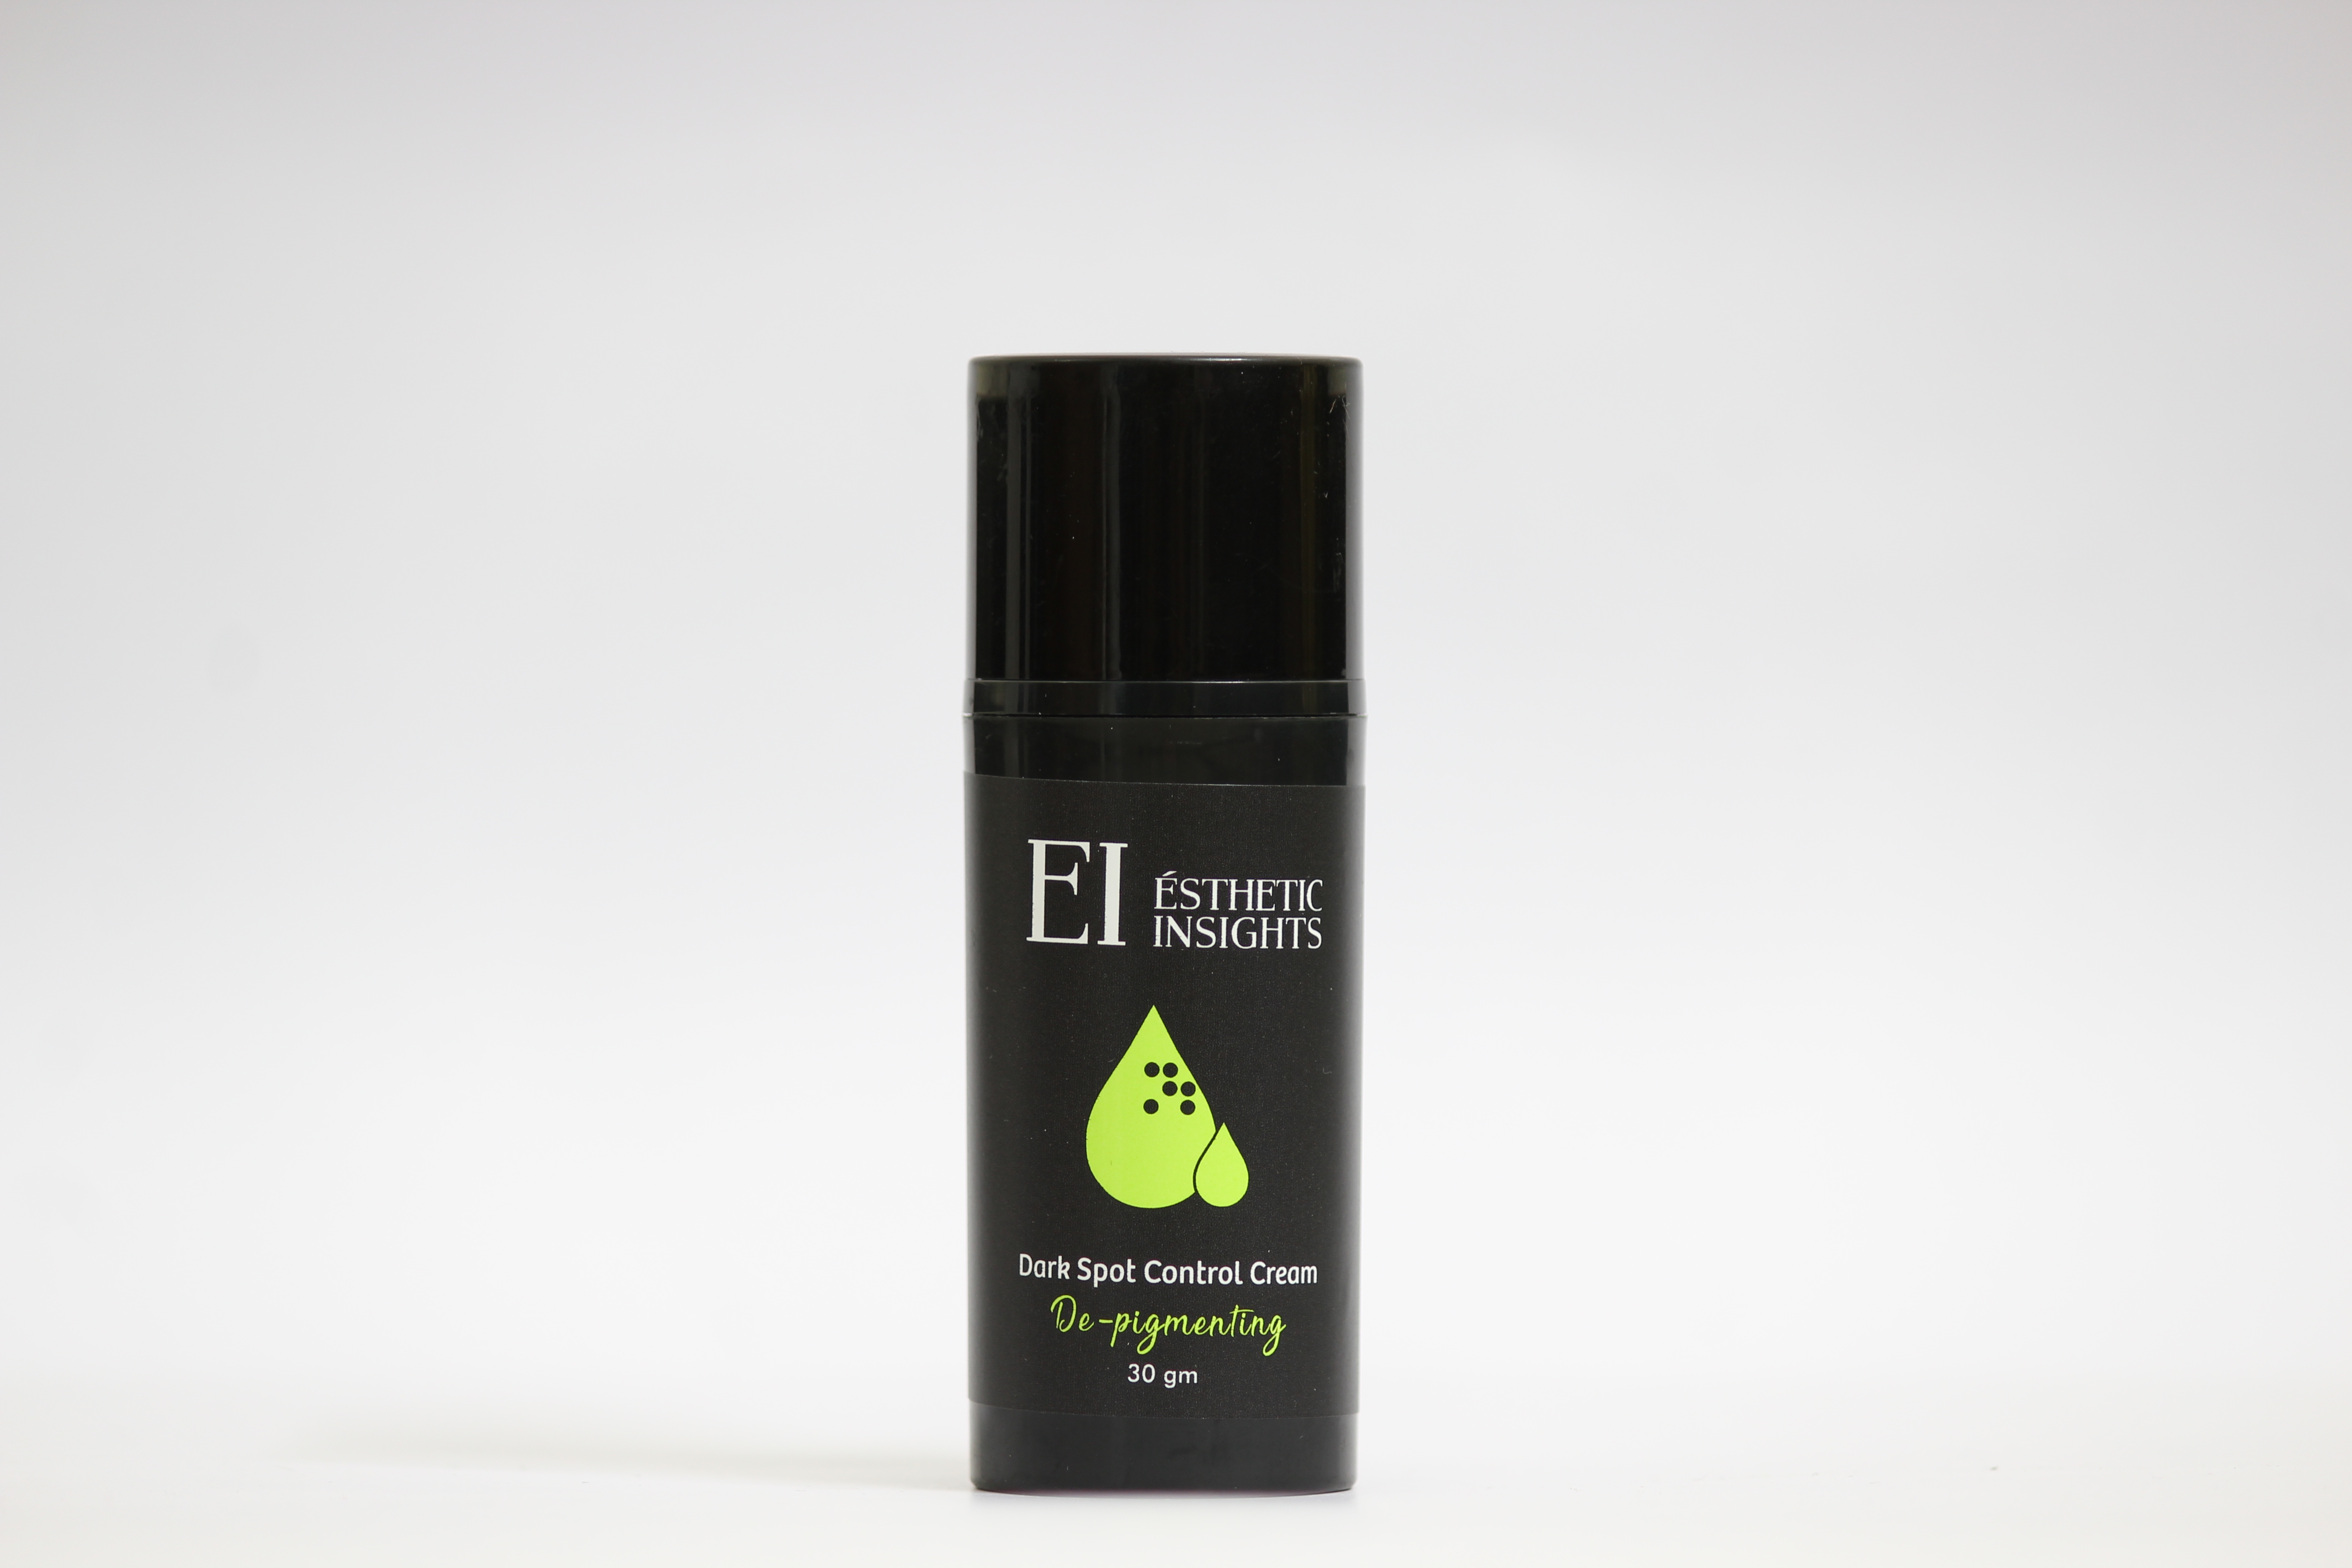 EI
ÉSTHETIC
INSIGHTS
Dark Spot Control Cream
De-pigmenting
30 gm